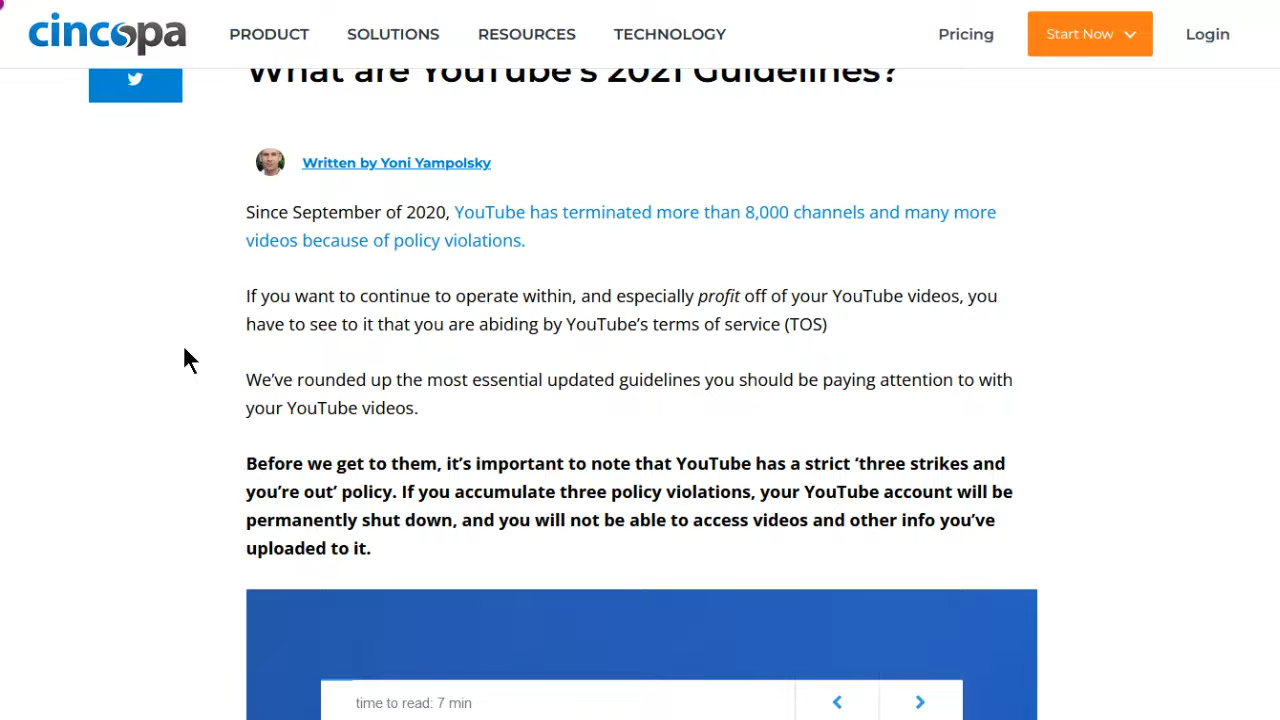 cincopa
PRODUCT SOLUTIONS RESOURCES TECHNOLOGY Pricing Start Now Login
What are YouTube's 2021 Guidelines?
Written by Yoni Yampolsky
Since September of 2020, YouTube has terminated more than 8,000 channels and many more
videos because of policy violations.
If you want to continue to operate within, and especially profit off of your YouTube videos, you
have to see to it that you are abiding by YouTube’s terms of service (TOS)
We’ve rounded up the most essential updated guidelines you should be paying attention to with
your YouTube videos.
Before we get to them, it’s important to note that YouTube has a strict ‘three strikes and
you’re out’ policy. If you accumulate three policy violations, your YouTube account will be
permanently shut down, and you will not be able to access videos and other info you’ve
uploaded to it.
time to read: 7 min